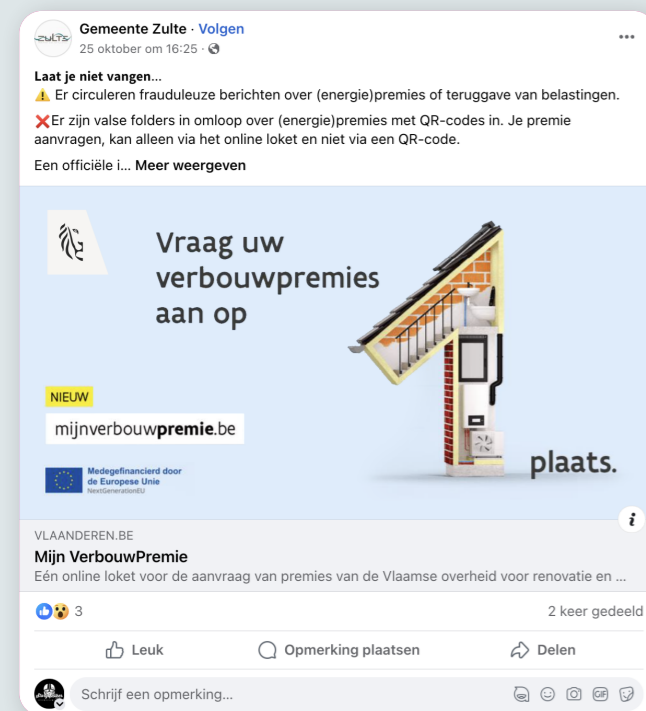 Gemeente Zulte · Volgen
25 oktober om 16:25 ·
Laat je niet vangen...
⚠️ Er circuleren frauduleuze berichten over (energie)premies of teruggave van belastingen.
❌Er zijn valse folders in omloop over (energie)premies met QR-codes in. Je premie
aanvragen, kan alleen via het online loket en niet via een QR-code.
Een officiële i... Meer weergeven
Vraag uw
verbouwpremies
aan op
NIEUW
mijnverbouwpremie.be
Medegefinancierd door
de Europese Unie
NextGenerationEU
plaats.
VLAANDEREN.BE
Mijn VerbouwPremie
Eén online loket voor de aanvraag van premies van de Vlaamse overheid voor renovatie en ...
3
2 keer gedeeld
Leuk
Opmerking plaatsen
Delen
Schrijf een opmerking...
GIF